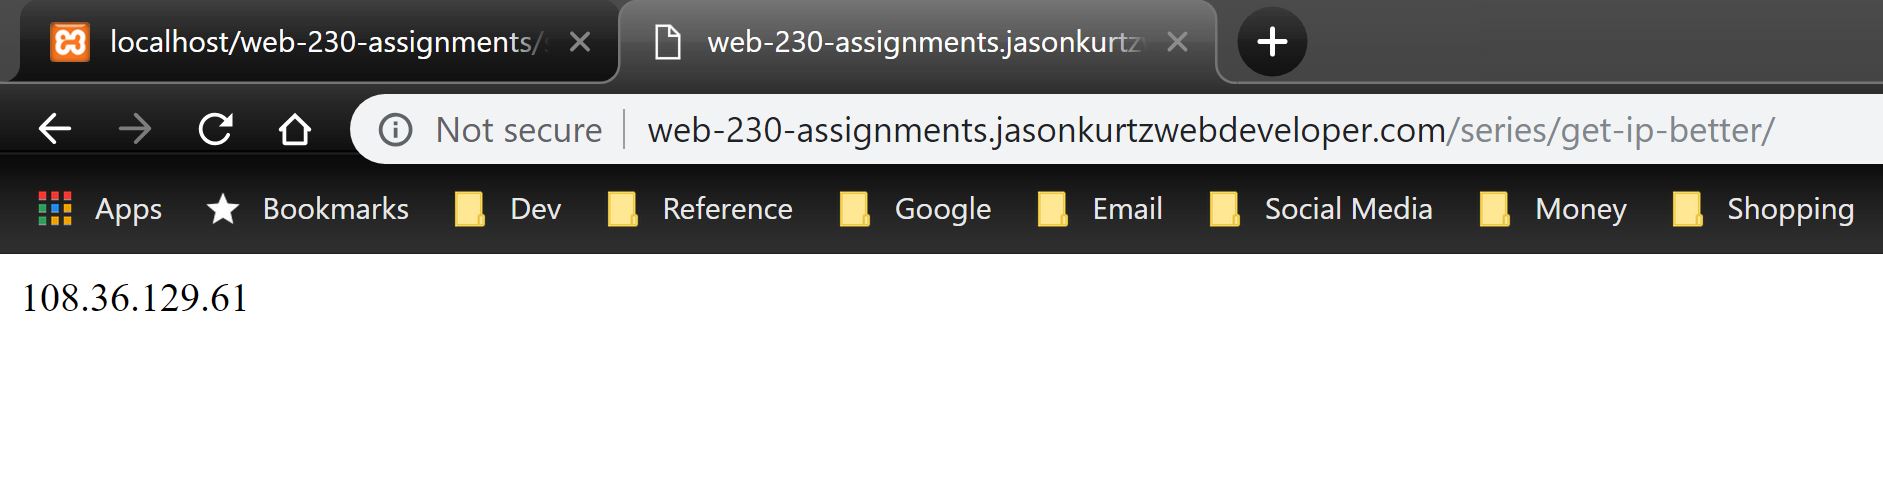 localhost/web-230-assignments/ web-230-assignments.jasonkurtz
Not secure web-230-assignments.jasonkurtzwebdeveloper.com/series/get-ip-better/
Apps Bookmarks Dev Reference Google Email Social Media Money Shopping
108.36.129.61